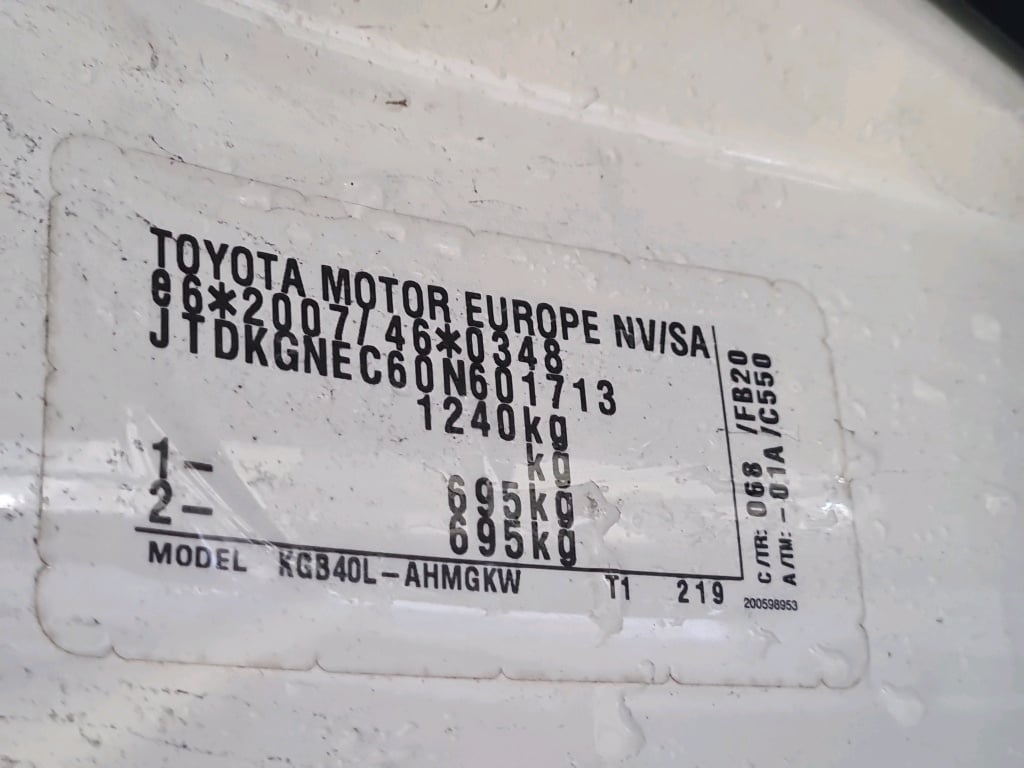 TOYOTA MOTOR EUROPE NV/SA
e6*2007/46*0348
JTDKGNEC60N601713
1240kg
kg
1- 695kg
2- 695kg
MODEL KGB40L-AHMGKW T1 219
C/TR: 068 /FB20
A/TM: -01A /C550
200598953